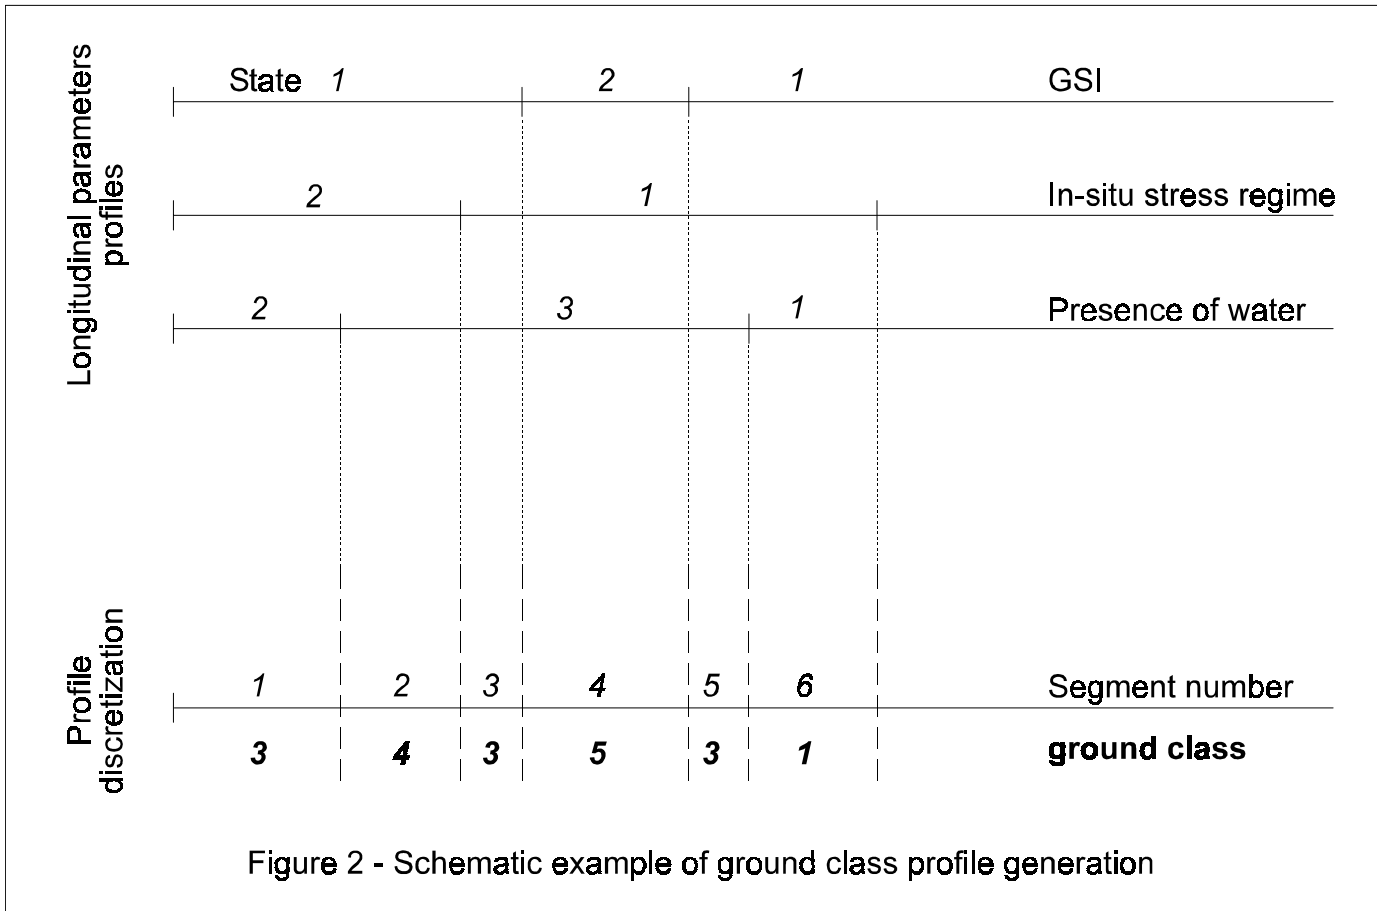 Longitudinal parameters
profiles
State 1 2 1 GSI
2 1 In-situ stress regime
2 3 1 Presence of water
Profile
discretization
1 2 3 4 5 6 Segment number
3 4 3 5 3 1 ground class
Figure 2 - Schematic example of ground class profile generation